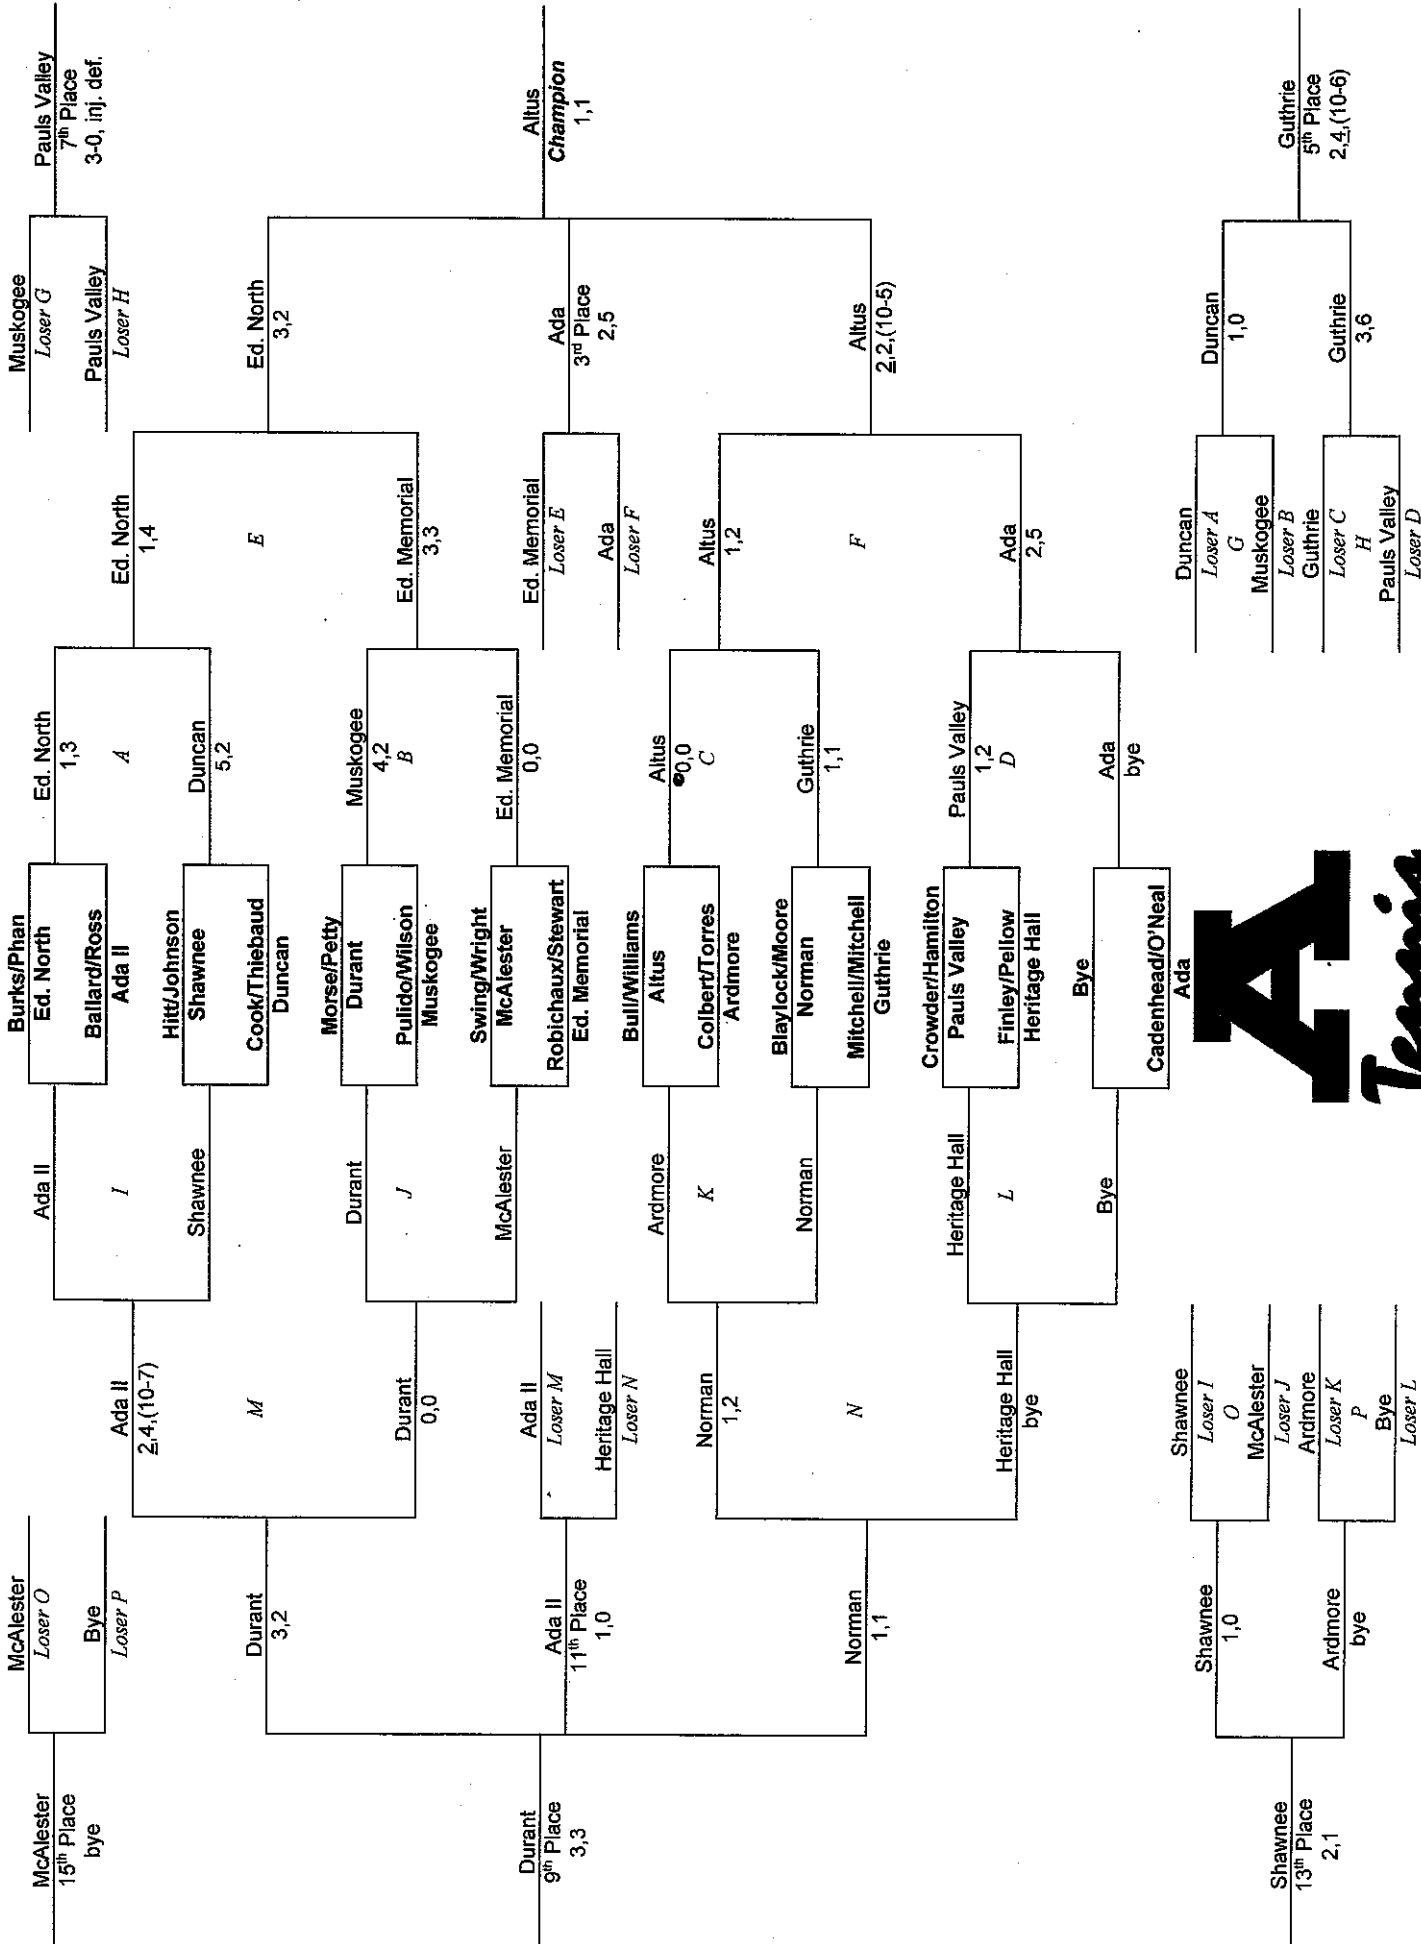 McAlester
15th Place
bye
McAlester
Loser O
Bye
Loser P
Durant
9th Place
3,3
Durant
3,2
Ada II
11th Place
1,0
Norman
1,1
Shawnee
13th Place
2,1
Shawnee
1,0
Ardmore
bye
Ada II
2,4,(10-7)
M
Durant
0,0
Ada II
Loser M
Heritage Hall
Loser N
Norman
1,2
N
Heritage Hall
bye
Shawnee
Loser I
O
McAlester
Loser J
Ardmore
Loser K
P
Bye
Loser L
Ada II
I
Shawnee
Durant
J
McAlester
Ardmore
K
Norman
Heritage Hall
L
Bye
Burks/Phan
Ed. North
Ballard/Ross
Ada II
Hitt/Johnson
Shawnee
Cook/Thiebaud
Duncan
Morse/Petty
Durant
Pulido/Wilson
Muskogee
Swing/Wright
McAlester
Robichaux/Stewart
Ed. Memorial
Bull/Williams
Altus
Colbert/Torres
Ardmore
Blaylock/Moore
Norman
Mitchell/Mitchell
Guthrie
Crowder/Hamilton
Pauls Valley
Finley/Pellow
Heritage Hall
Bye
Cadenhead/O'Neal
Ada
A
Tennis
Ed. North
1,3
A
Duncan
5,2
Muskogee
4,2
B
Ed. Memorial
0,0
Altus
0,0
C
Guthrie
1,1
Pauls Valley
1,2
D
Ada
bye
Ed. North
1,4
E
Ed. Memorial
3,3
Ed. Memorial
Loser E
Ada
Loser F
Altus
1,2
F
Ada
2,5
Duncan
Loser A
G
Muskogee
Loser B
Guthrie
Loser C
H
Pauls Valley
Loser D
Muskogee
Loser G
Pauls Valley
Loser H
Ed. North
3,2
Ada
3rd Place
2,5
Altus
2,2,(10-5)
Duncan
1,0
Guthrie
3,6
Pauls Valley
7th Place
3-0, inj. def.
Altus
Champion
1,1
Guthrie
5th Place
2,4,(10-6)